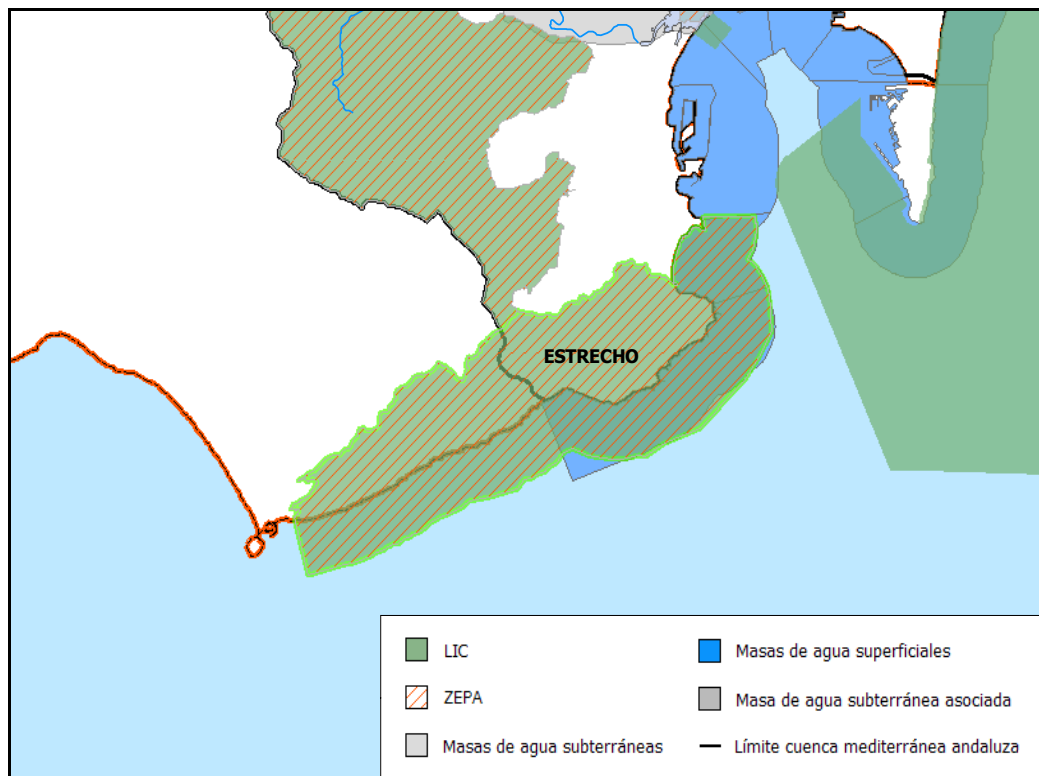 ESTRECHO
LIC
ZEPA
Masas de agua subterráneas
Masas de agua superficiales
Masa de agua subterránea asociada
Límite cuenca mediterránea andaluza